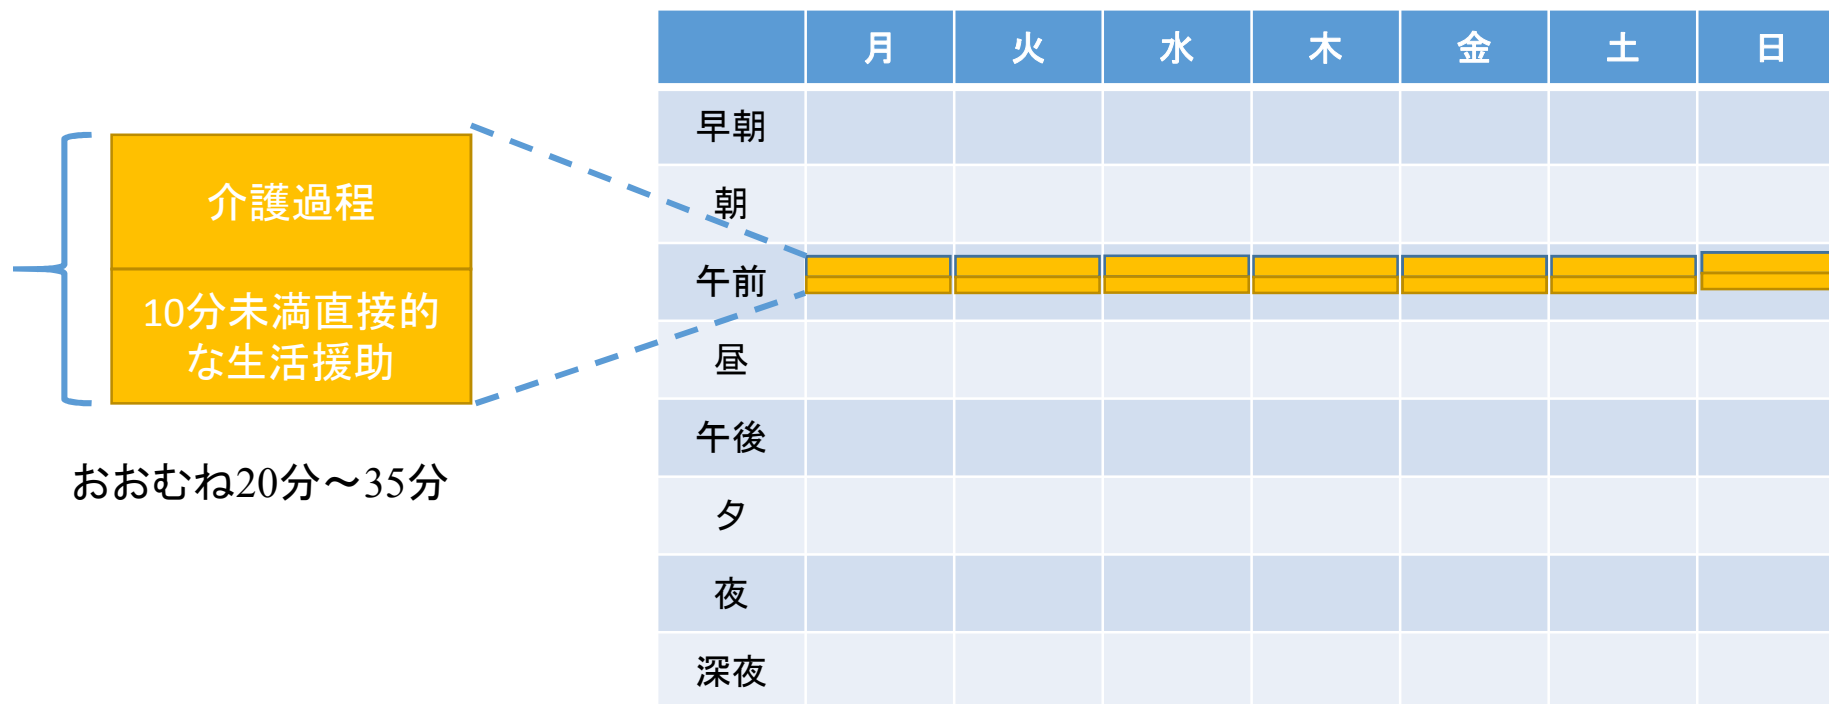 介護過程
10分未満直接的
な生活援助
おおむね20分～35分
月 火 水 木 金 土 日
早朝
朝
午前
昼
午後
夕
夜
深夜